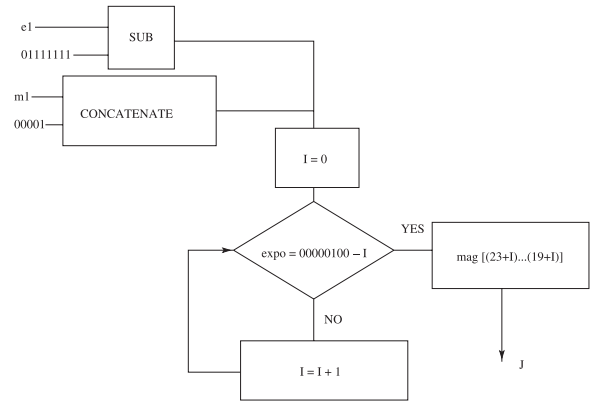 e1
SUB
01111111
m1
CONCATENATE
00001
I = 0
YES
expo = 00000100 – I
mag [(23+I)...(19+I)]
NO
I = I + 1
J